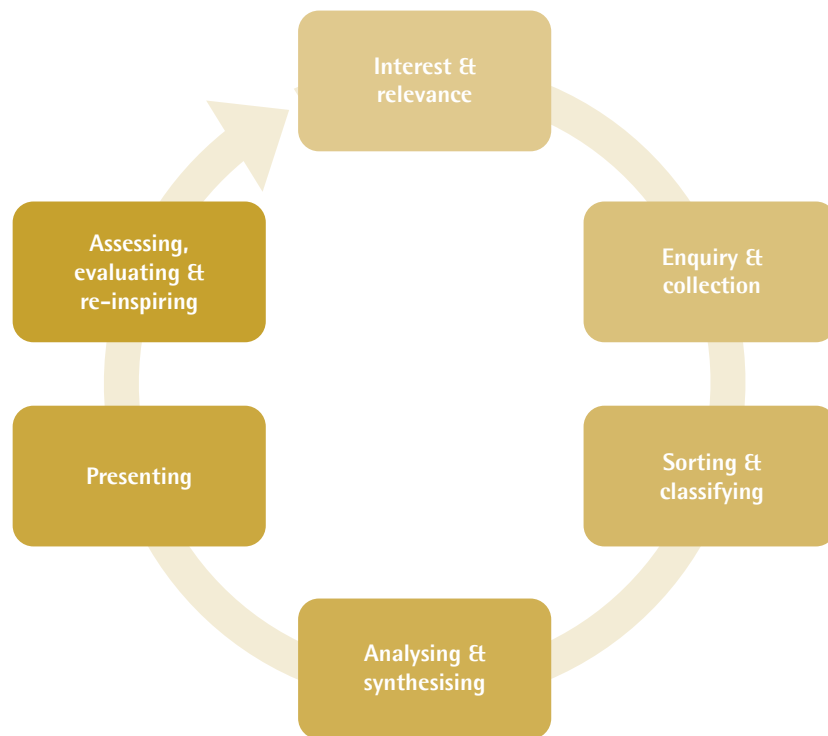 Interest &
relevance
Enquiry &
collection
Sorting &
classifying
Analysing &
synthesising
Presenting
Assessing,
evaluating &
re-inspiring